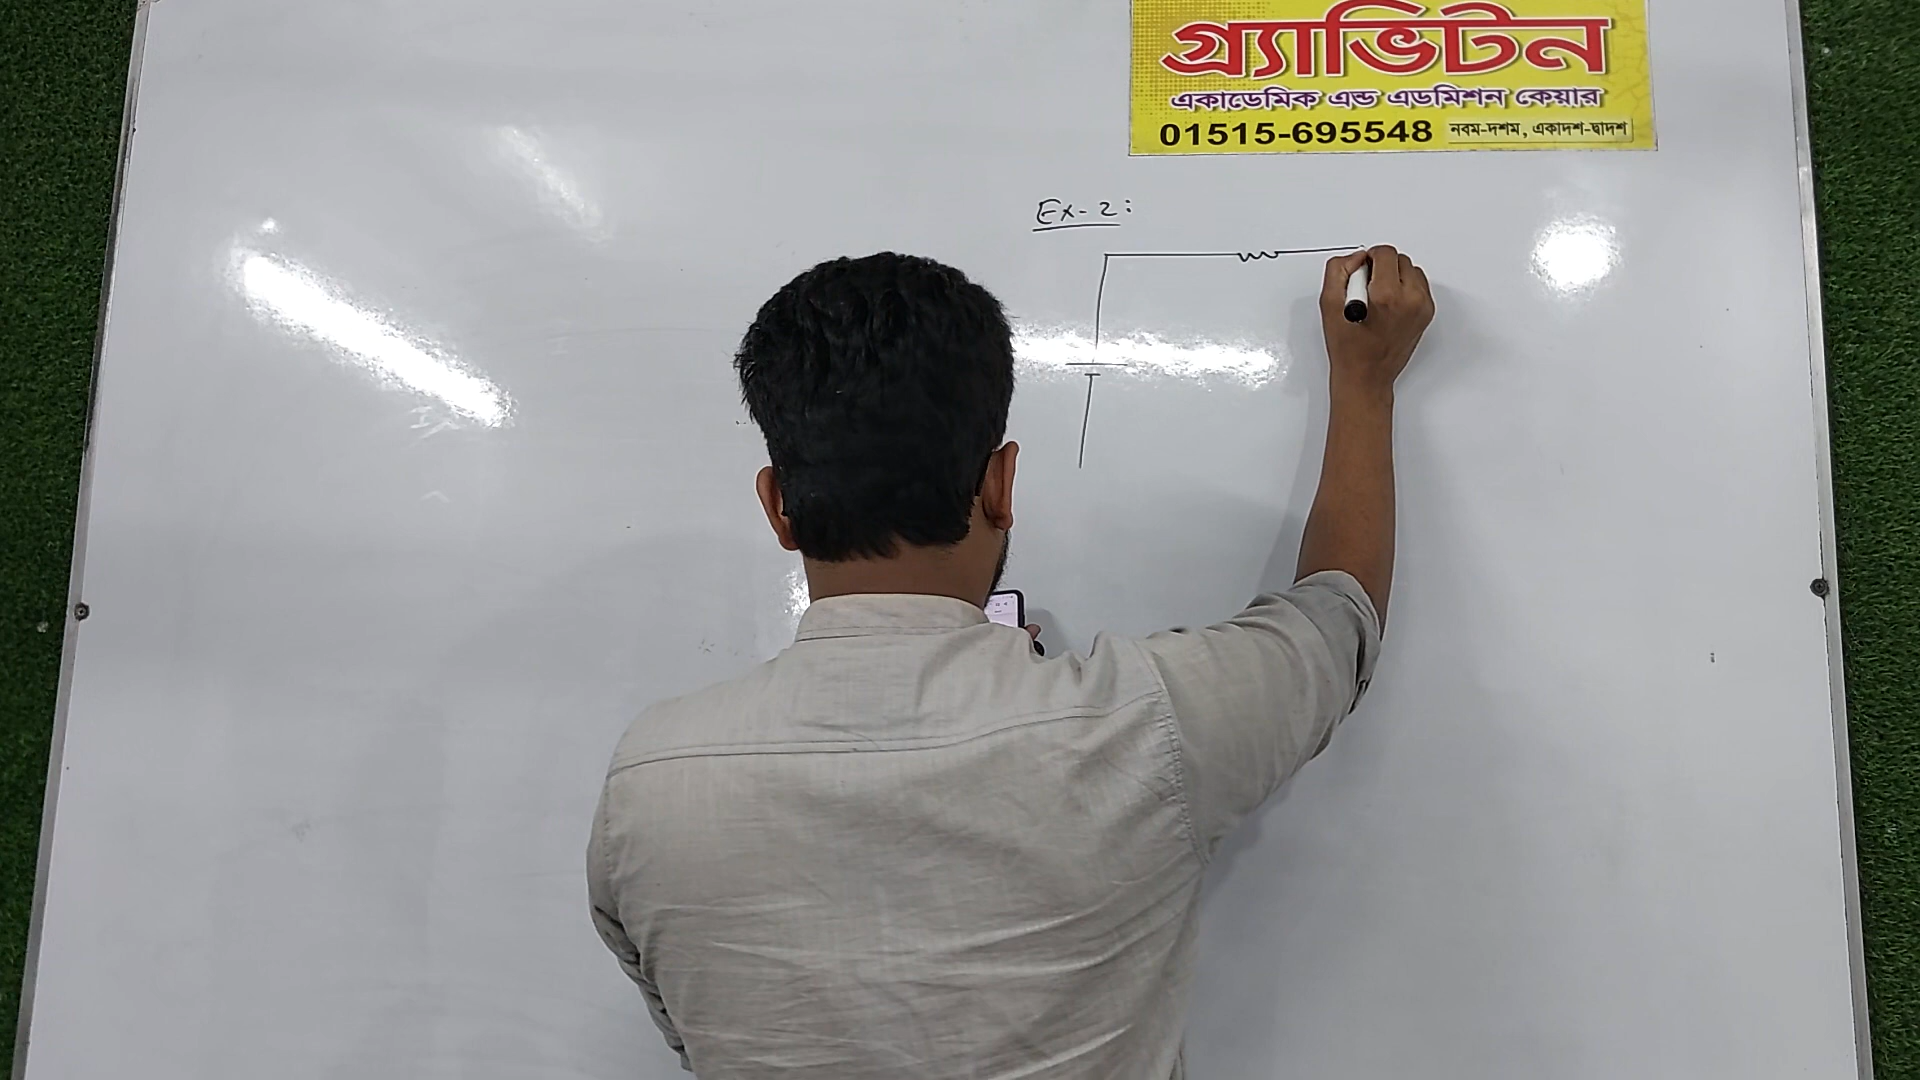 গ্র্যাভিটন
একাডেমিক এন্ড এডমিশন কেয়ার
01515-695548 নবম-দশম, একাদশ-দ্বাদশ
Ex-2: